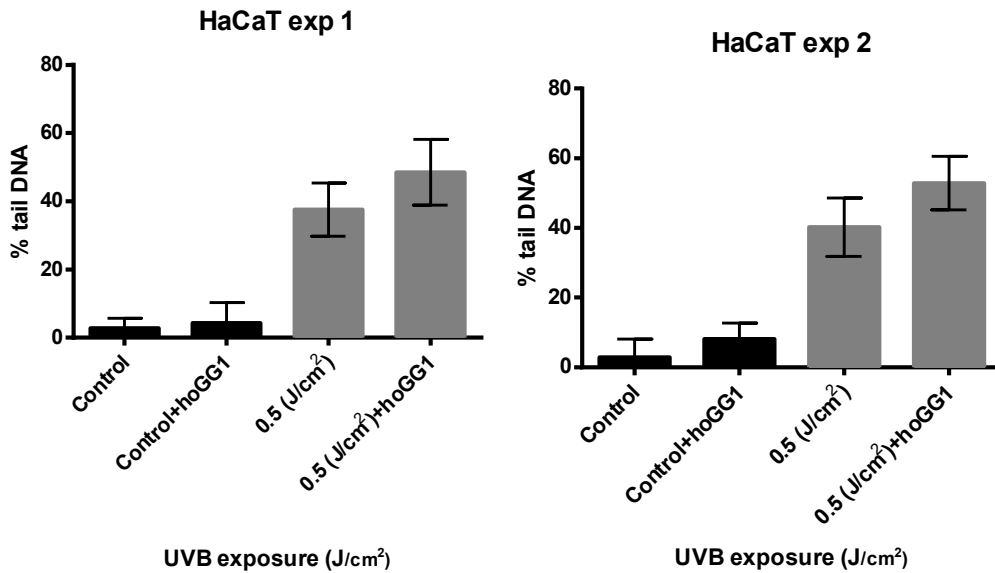 HaCaT exp 1
% tail DNA
80
60
40
20
0
Control
Control+hoGG1
0.5 (J/cm²)
0.5 (J/cm²)+hoGG1
UVB exposure (J/cm²)
HaCaT exp 2
% tail DNA
80
60
40
20
0
Control
Control+hoGG1
0.5 (J/cm²)
0.5 (J/cm²)+hoGG1
UVB exposure (J/cm²)